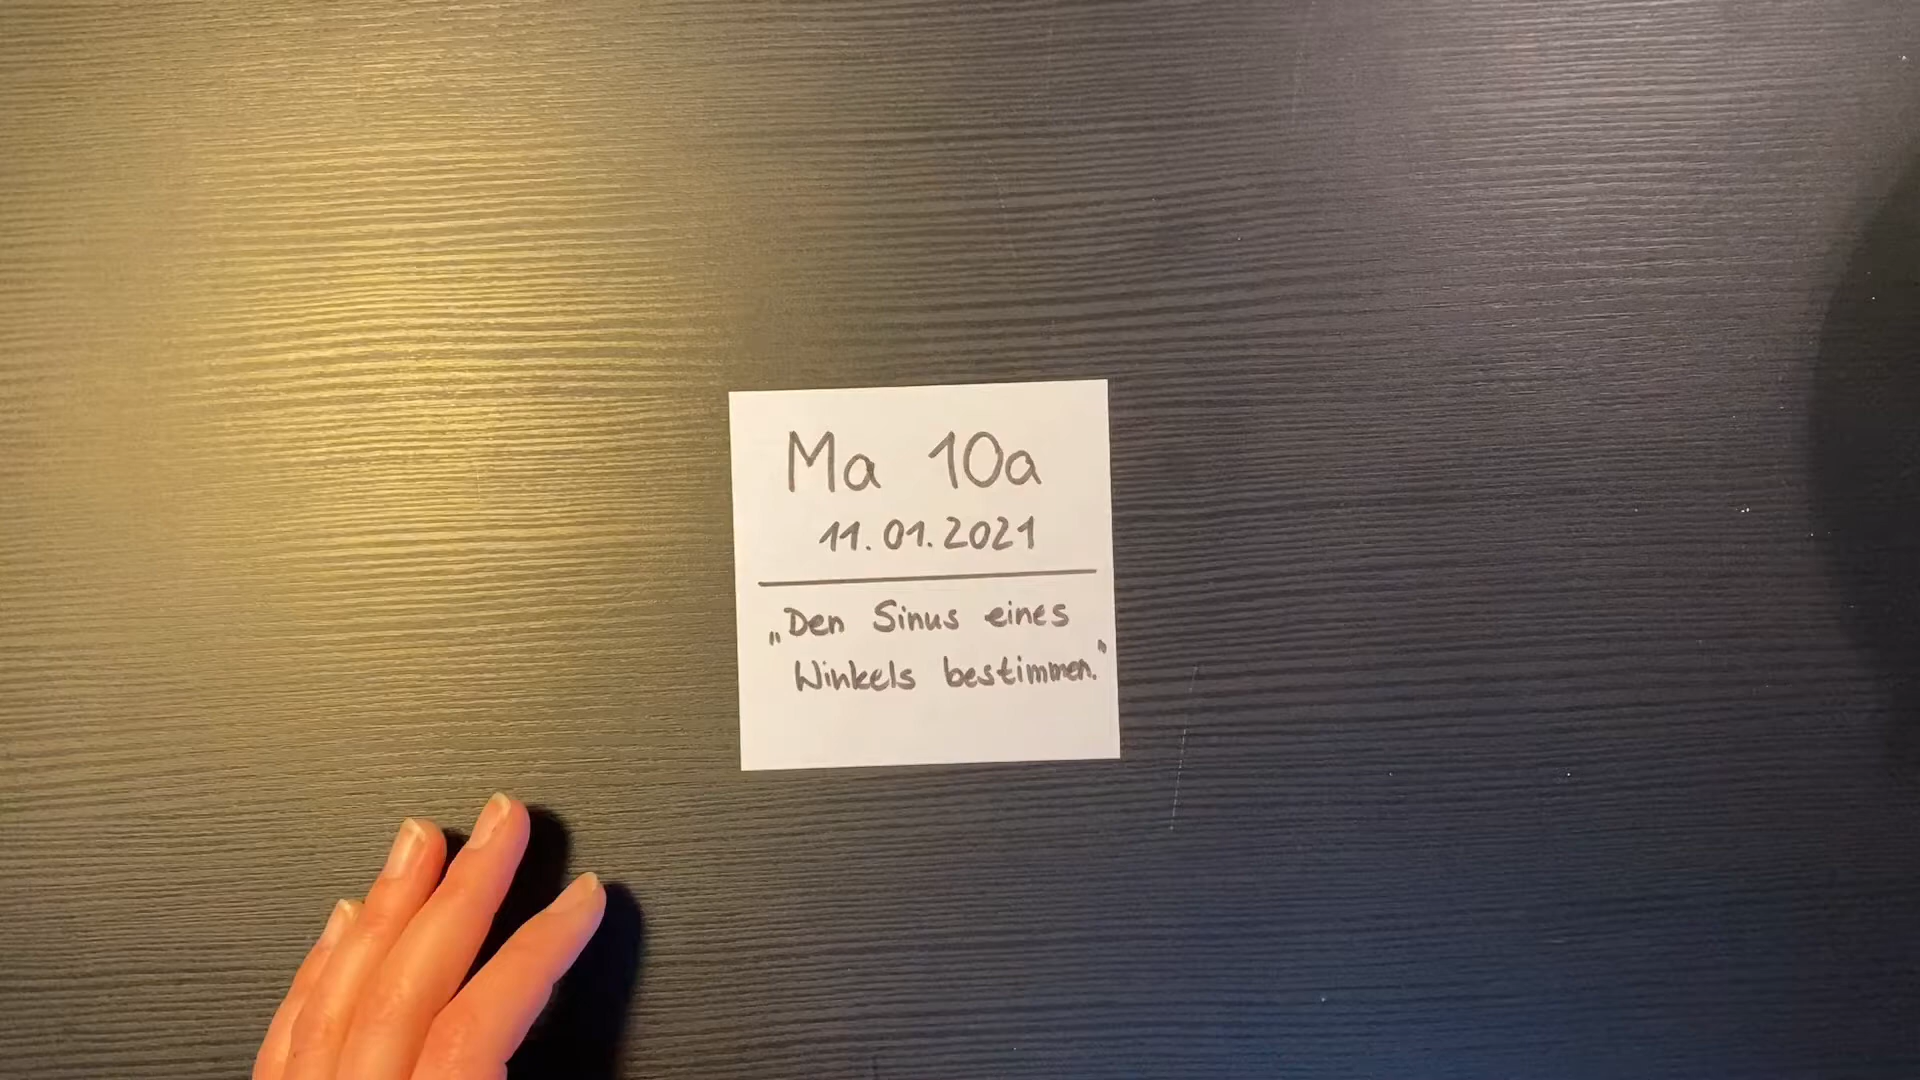 Ma 10a
11.01.2021
„Den Sinus eines
Winkels bestimmen.“